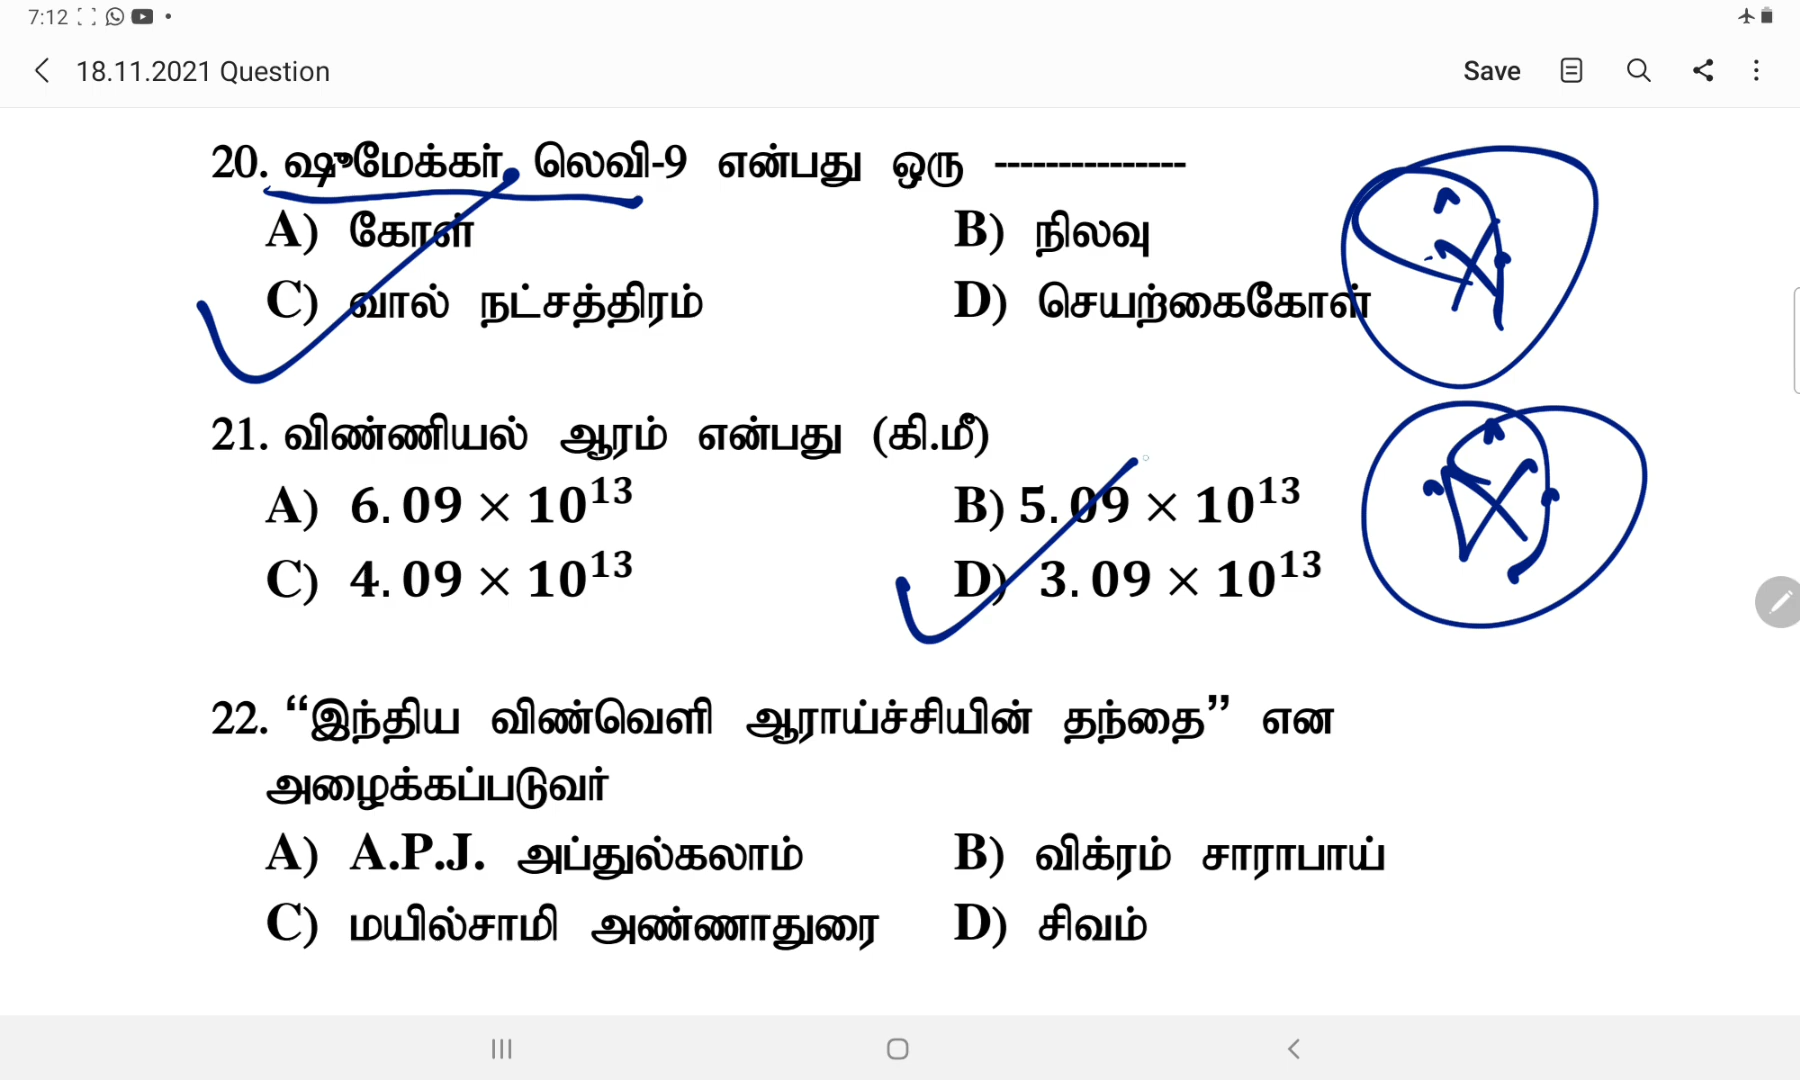 7:12
18.11.2021 Question
Save
20. ஷுமேக்கர், லெவி-9 என்பது ஒரு ---------------
A) கோள் B) நிலவு
C) வால் நட்சத்திரம் D) செயற்கைகோள்
21. விண்ணியல் ஆரம் என்பது (கி.மீ)
A) 6.09 × 10¹³ B) 5.09 × 10¹³
C) 4.09 × 10¹³ D) 3.09 × 10¹³
22. “இந்திய விண்வெளி ஆராய்ச்சியின் தந்தை” என
அழைக்கப்படுவர்
A) A.P.J. அப்துல்கலாம் B) விக்ரம் சாராபாய்
C) மயில்சாமி அண்ணாதுரை D) சிவம்